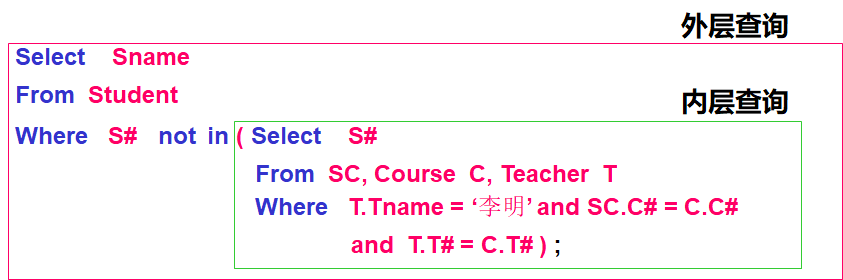 外层查询
Select Sname
From Student
内层查询
Where S# not in ( Select S#
From SC, Course C, Teacher T
Where T.Tname = ‘李明’ and SC.C# = C.C#
and T.T# = C.T# ) ;